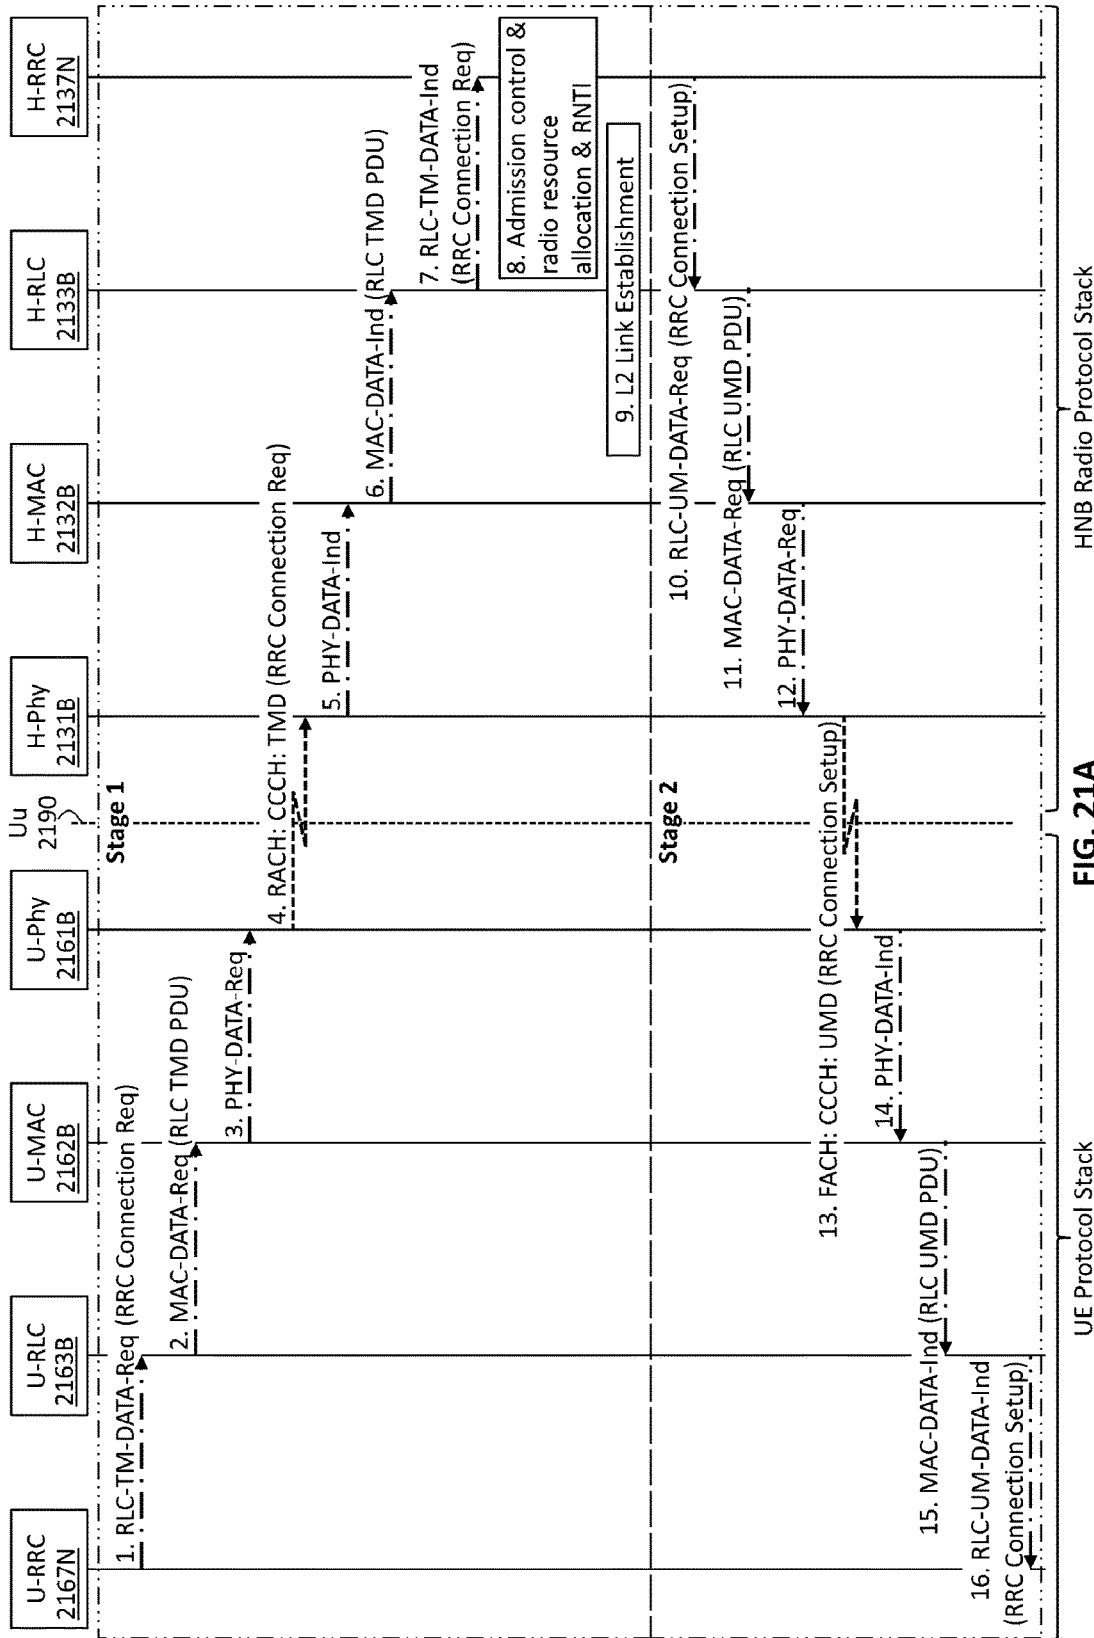 U-RRC
2167N
U-RLC
2163B
U-MAC
2162B
U-Phy
2161B
Uu
2190
H-Phy
2131B
H-MAC
2132B
H-RLC
2133B
H-RRC
2137N
Stage 1
1. RLC-TM-DATA-Req (RRC Connection Req)
2. MAC-DATA-Req (RLC TMD PDU)
3. PHY-DATA-Req
4. RACH: CCCH: TMD (RRC Connection Req)
5. PHY-DATA-Ind
6. MAC-DATA-Ind (RLC TMD PDU)
7. RLC-TM-DATA-Ind
(RRC Connection Req)
8. Admission control &
radio resource
allocation & RNTI
9. L2 Link Establishment
Stage 2
10. RLC-UM-DATA-Req (RRC Connection Setup)
11. MAC-DATA-Req (RLC UMD PDU)
12. PHY-DATA-Req
13. FACH: CCCH: UMD (RRC Connection Setup)
14. PHY-DATA-Ind
15. MAC-DATA-Ind (RLC UMD PDU)
16. RLC-UM-DATA-Ind
(RRC Connection Setup)
UE Protocol Stack
HNB Radio Protocol Stack
FIG. 21A